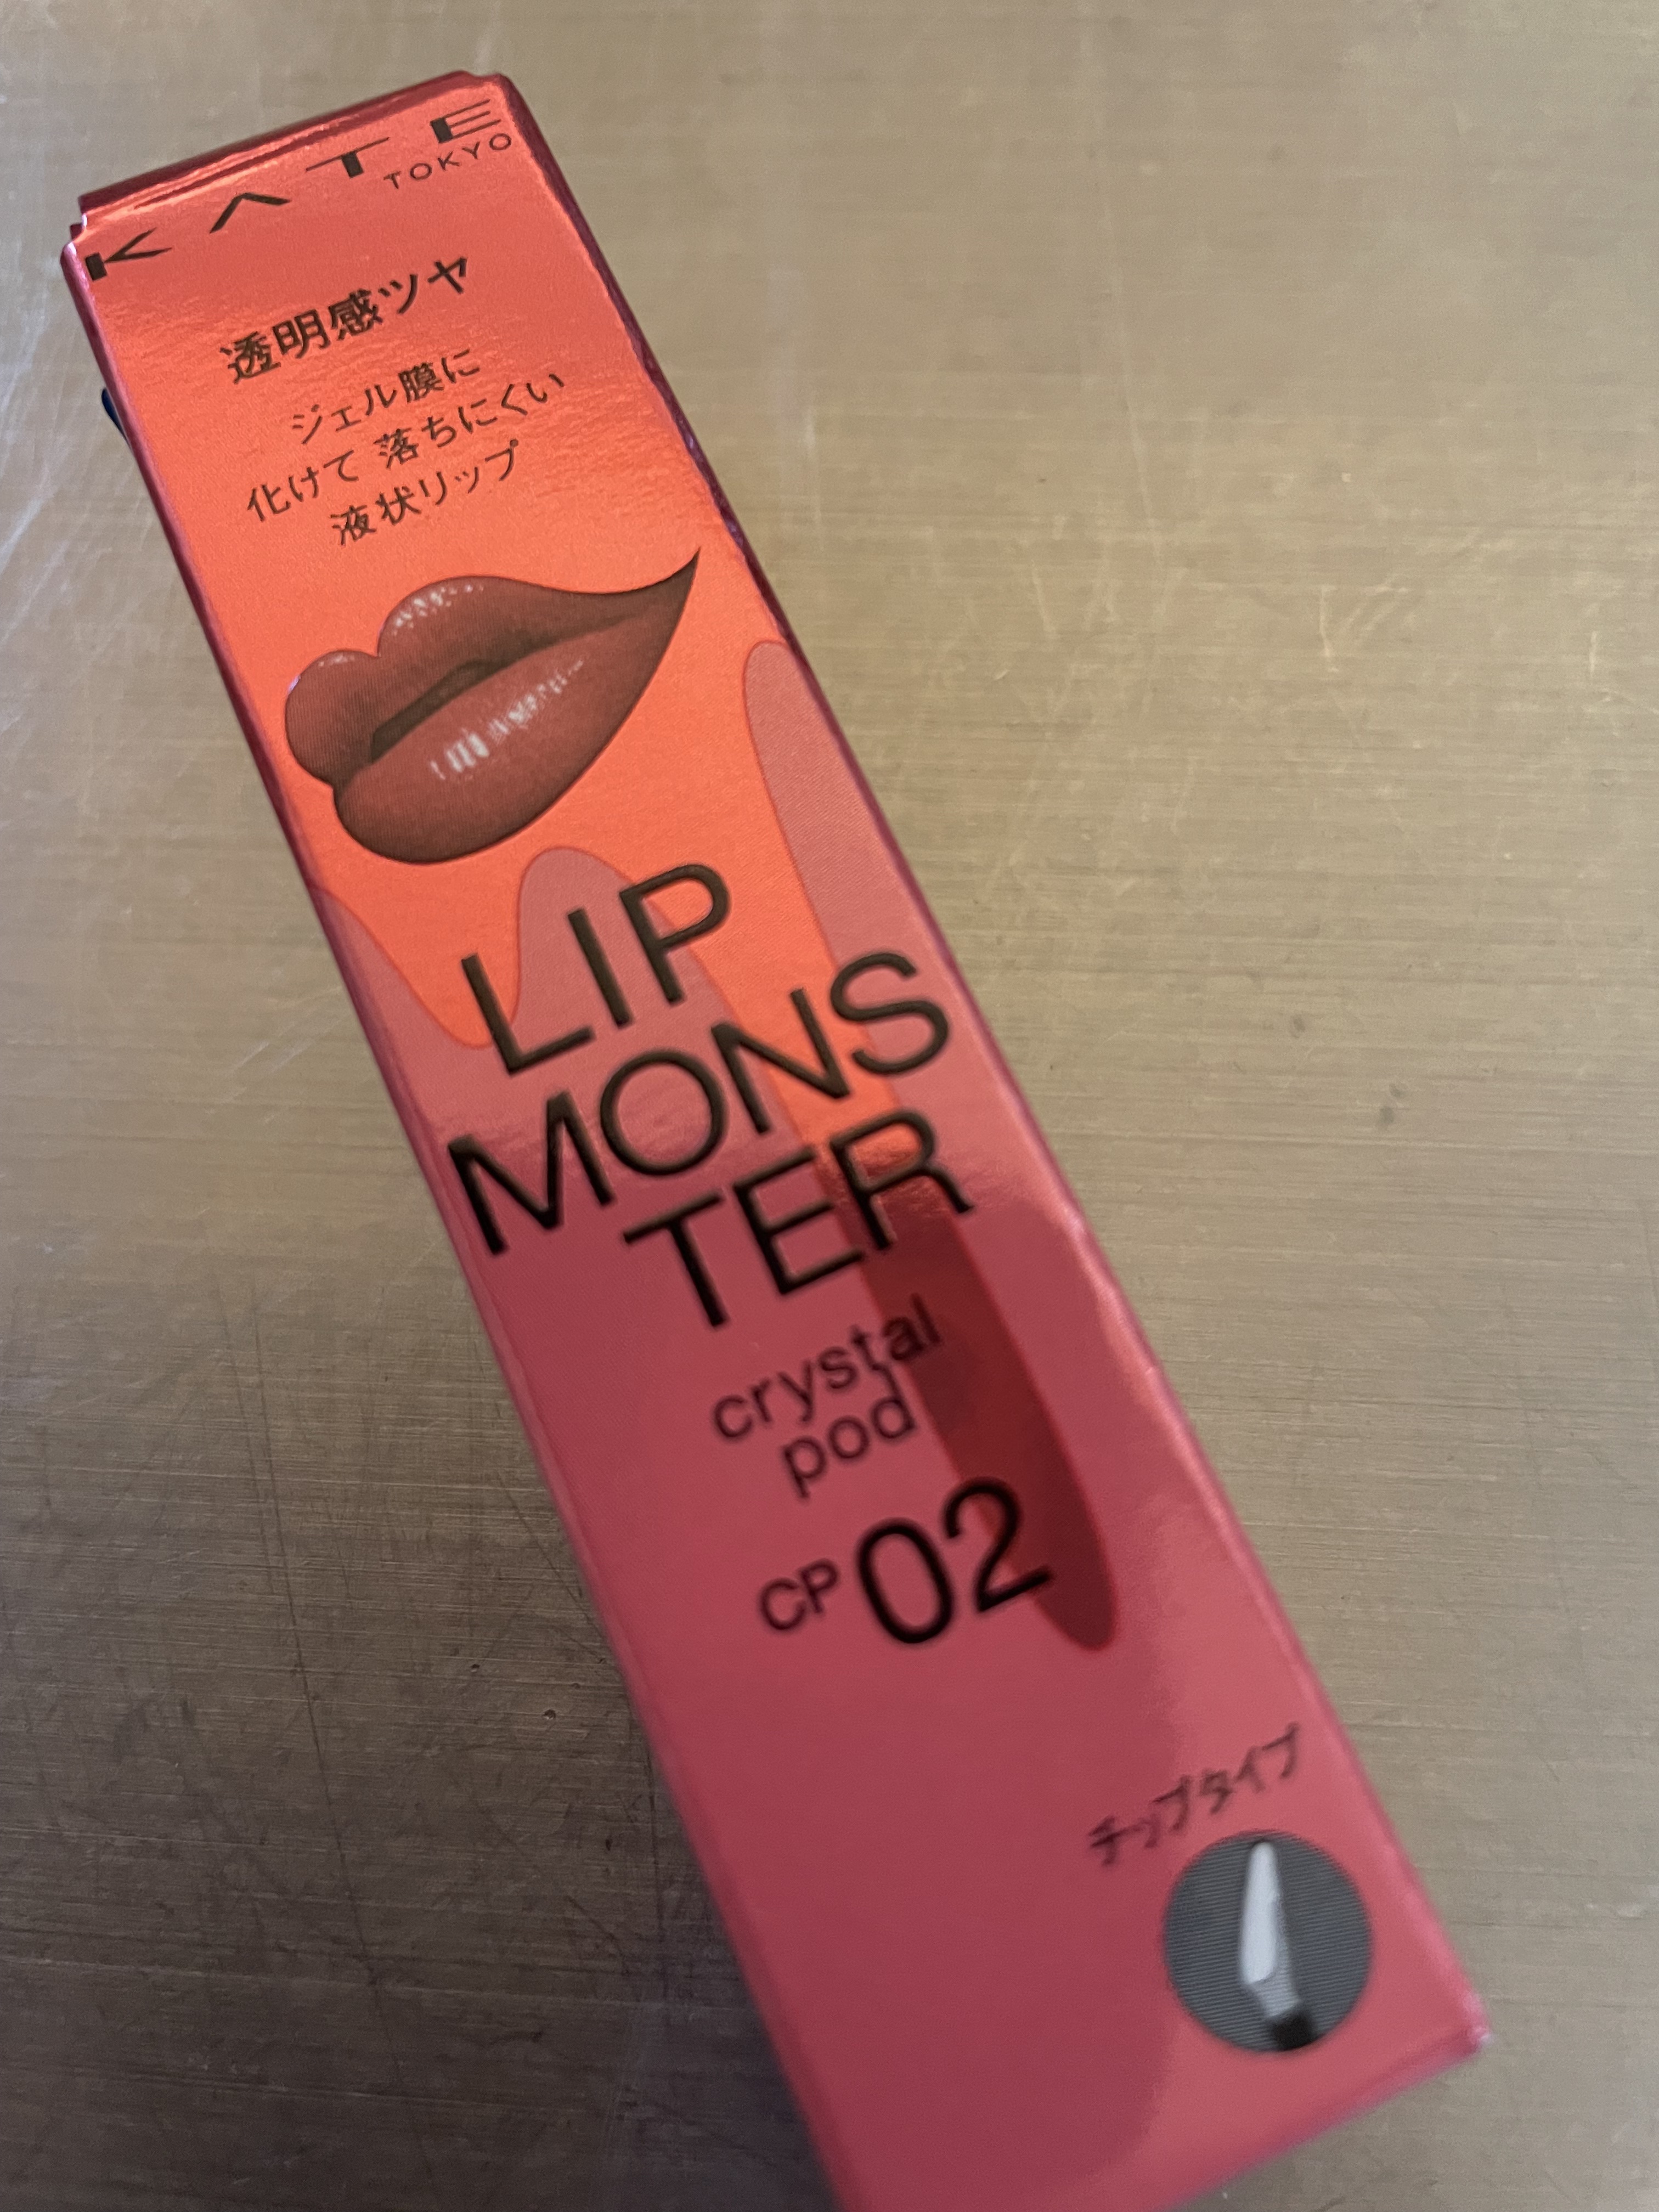 KATE
TOKYO
透明感ツヤ
ジェル膜に
化けて 落ちにくい
液状リップ
LIP
MONS
TER
crystal
pod
CP 02
チップタイプ